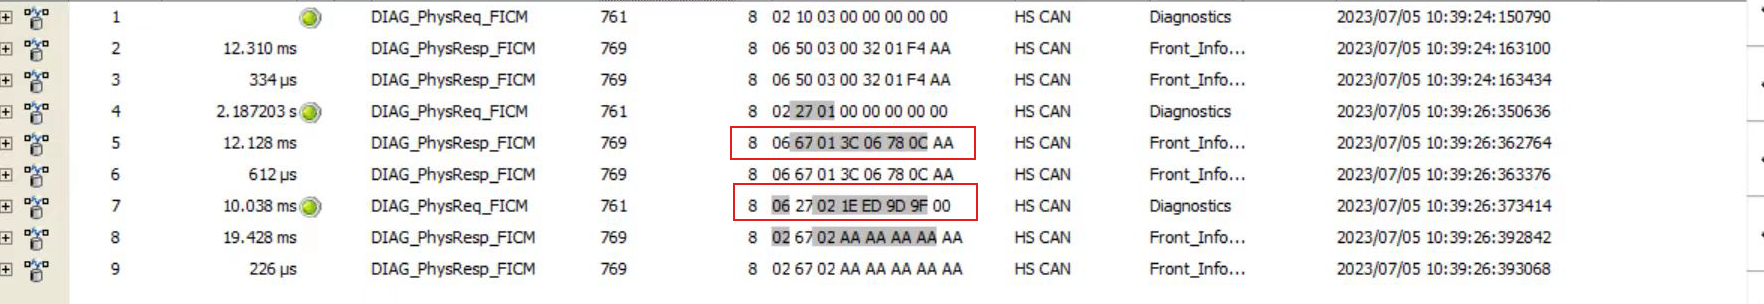 1 DIAG_PhysReq_FICM 761 8 02 10 03 00 00 00 00 00 HS CAN Diagnostics 2023/07/05 10:39:24:150790
2 12.310 ms DIAG_PhysResp_FICM 769 8 06 50 03 00 32 01 F4 AA HS CAN Front_Info... 2023/07/05 10:39:24:163100
3 334 µs DIAG_PhysResp_FICM 769 8 06 50 03 00 32 01 F4 AA HS CAN Front_Info... 2023/07/05 10:39:24:163434
4 2.187203 s DIAG_PhysReq_FICM 761 8 02 27 01 00 00 00 00 00 HS CAN Diagnostics 2023/07/05 10:39:26:350636
5 12.128 ms DIAG_PhysResp_FICM 769 8 06 67 01 3C 06 78 0C AA HS CAN Front_Info... 2023/07/05 10:39:26:362764
6 612 µs DIAG_PhysResp_FICM 769 8 06 67 01 3C 06 78 0C AA HS CAN Front_Info... 2023/07/05 10:39:26:363376
7 10.038 ms DIAG_PhysReq_FICM 761 8 06 27 02 1E ED 9D 9F 00 HS CAN Diagnostics 2023/07/05 10:39:26:373414
8 19.428 ms DIAG_PhysResp_FICM 769 8 02 67 02 AA AA AA AA AA HS CAN Front_Info... 2023/07/05 10:39:26:392842
9 226 µs DIAG_PhysResp_FICM 769 8 02 67 02 AA AA AA AA AA HS CAN Front_Info... 2023/07/05 10:39:26:393068